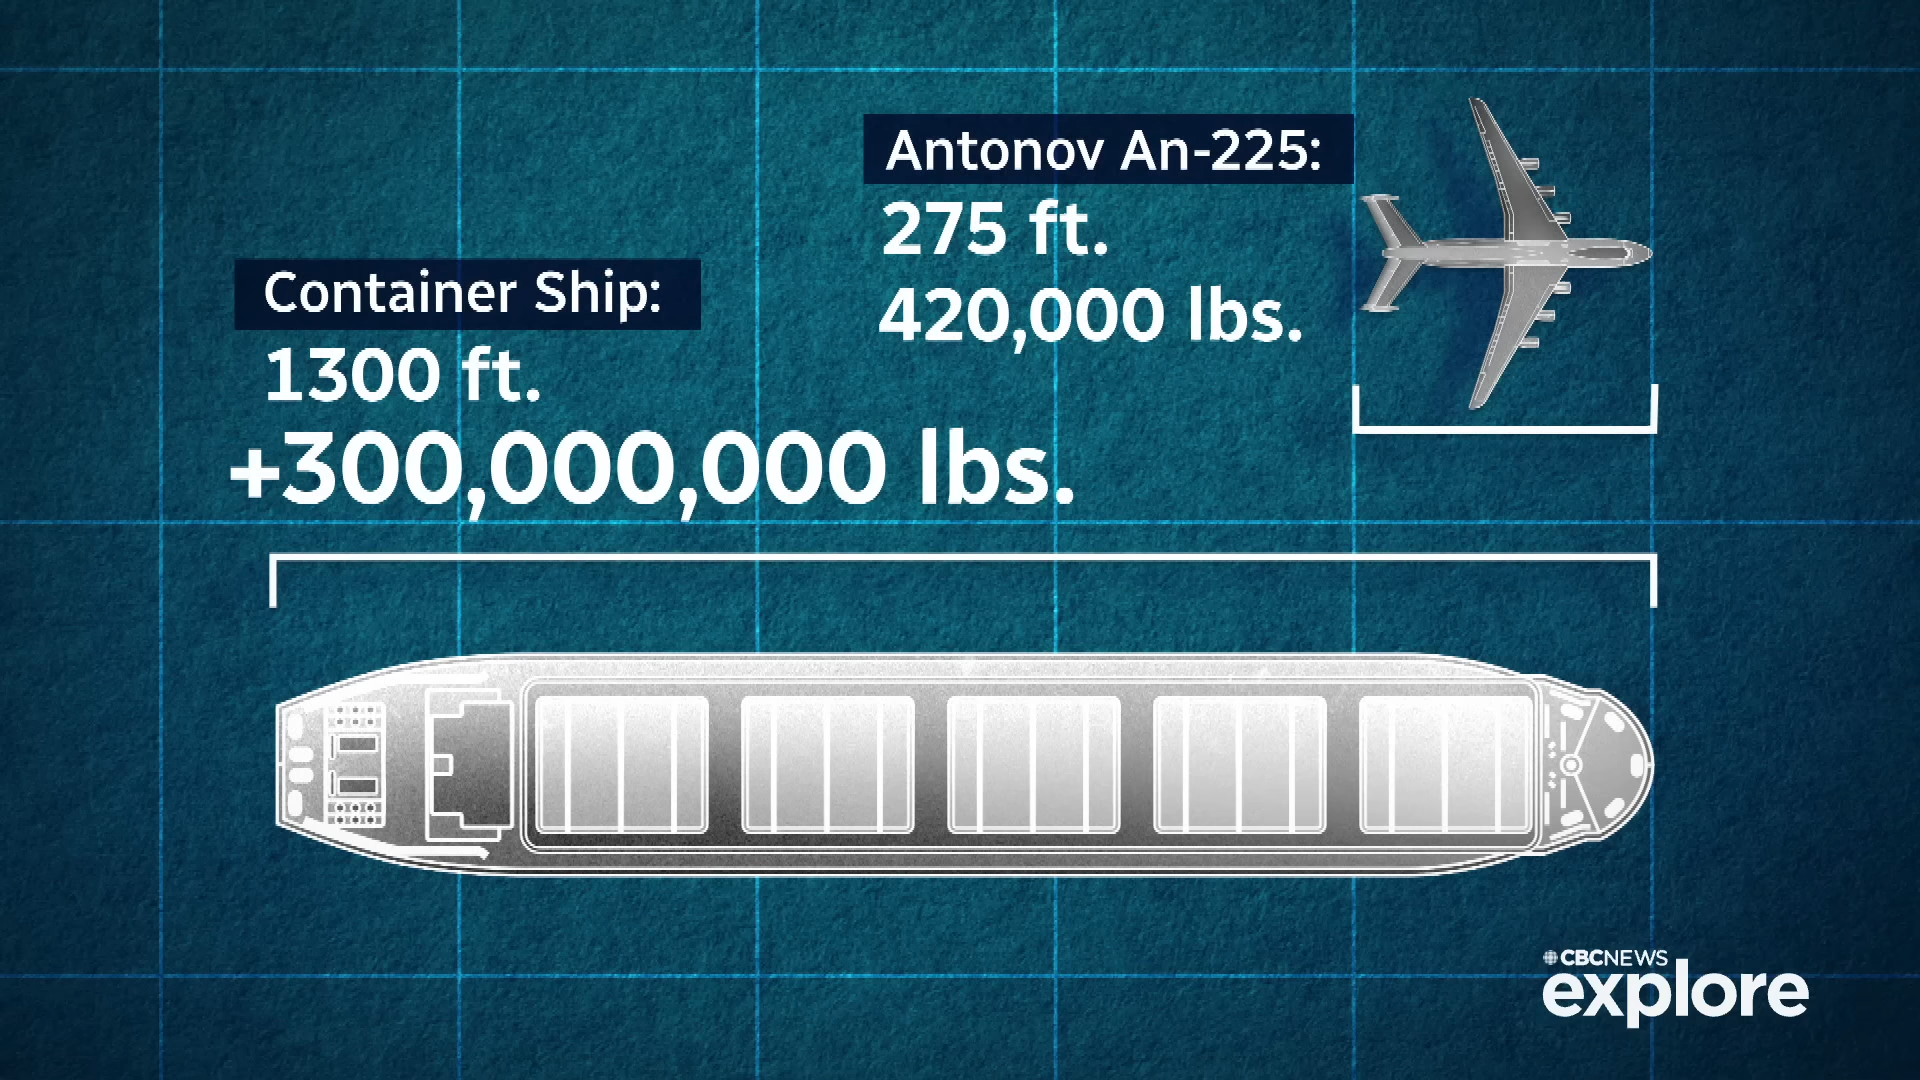 Antonov An-225:
275 ft.
420,000 lbs.
Container Ship:
1300 ft.
+300,000,000 lbs.
CBCNEWS
explore